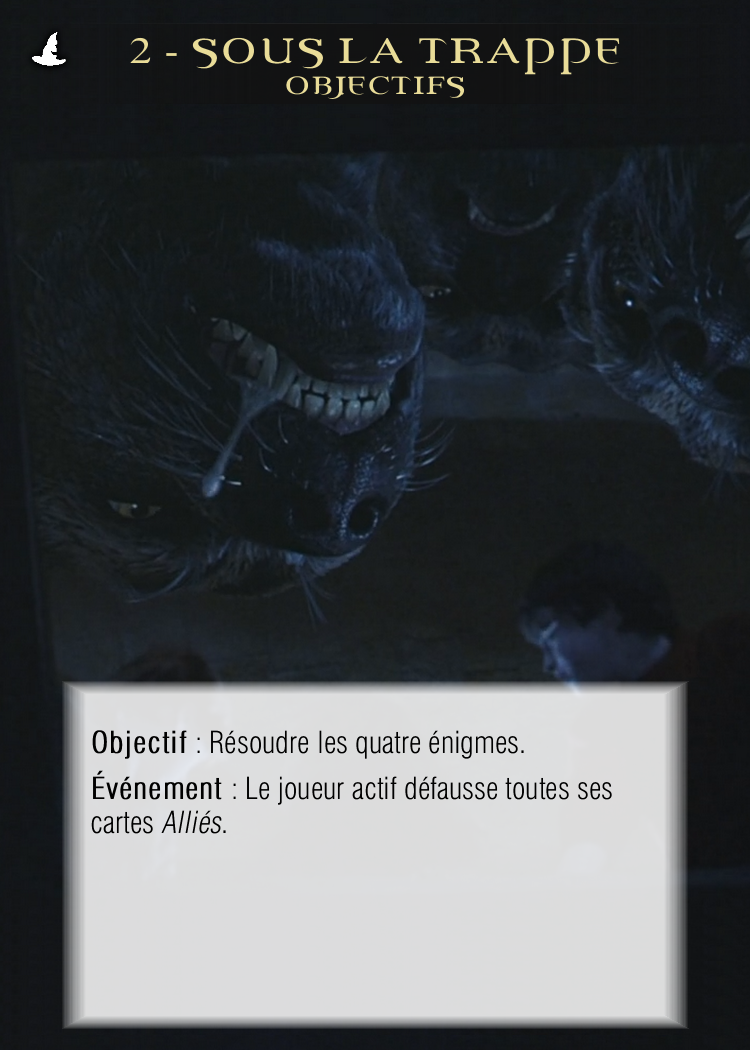 2 - SOUS LA TRAPPE
OBJECTIFS
Objectif : Résoudre les quatre énigmes.
Événement : Le joueur actif défausse toutes ses
cartes Alliés.